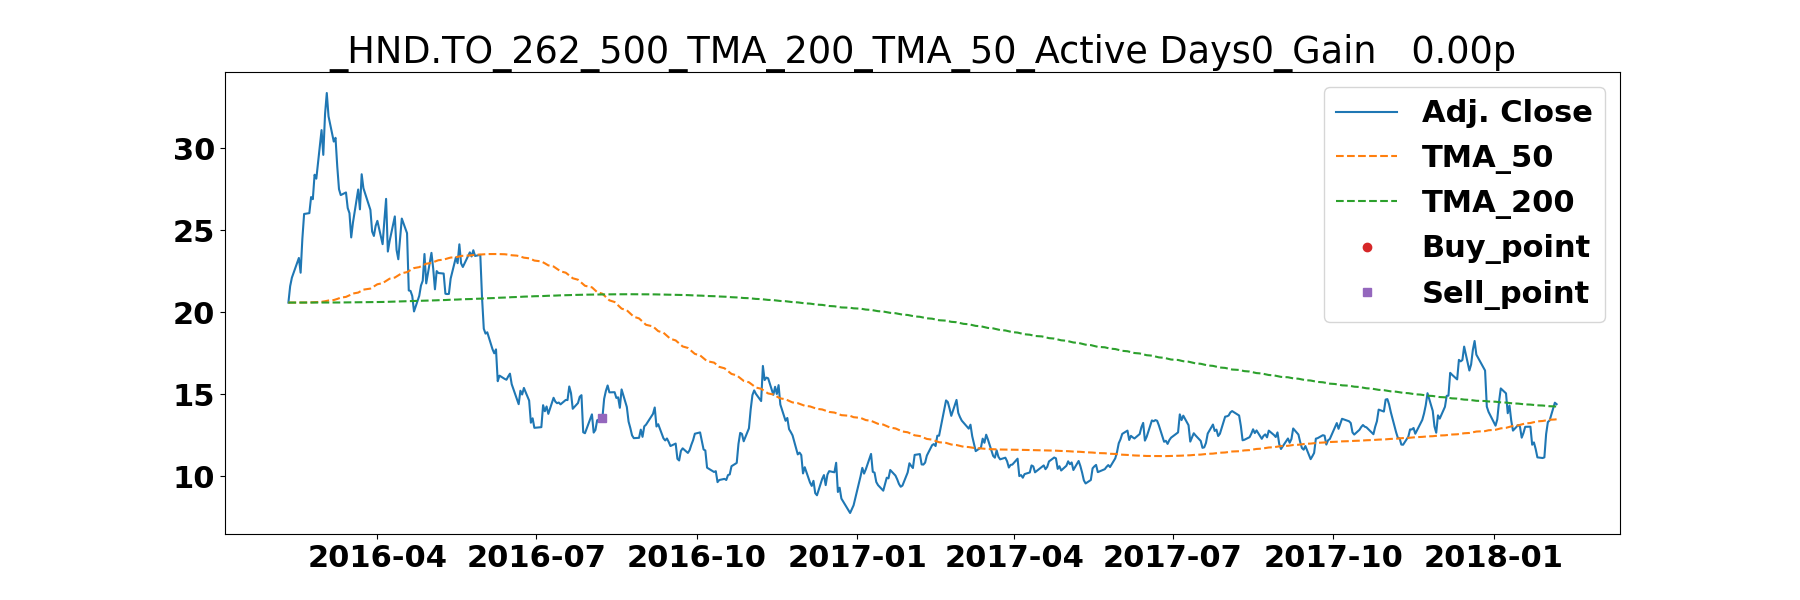 _HND.TO_262_500_TMA_200_TMA_50_Active Days0_Gain   0.00p
Adj. Close
TMA_50
TMA_200
Buy_point
Sell_point
30
25
20
15
10
2016-04 2016-07 2016-10 2017-01 2017-04 2017-07 2017-10 2018-01